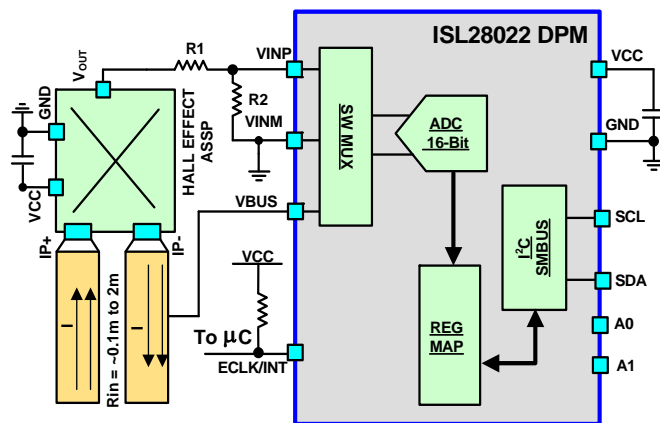 ISL28022 DPM
VOUT
R1
VINP
VCC
R2
VINM
GND
GND
HALL EFFECT
ASSP
VCC
SW MUX
ADC
16-Bit
IP+
IP-
VBUS
I
I
Rin = ~0.1m to 2m
VCC
To μC
ECLK/INT
REG
MAP
I²C
SMBUS
SCL
SDA
A0
A1